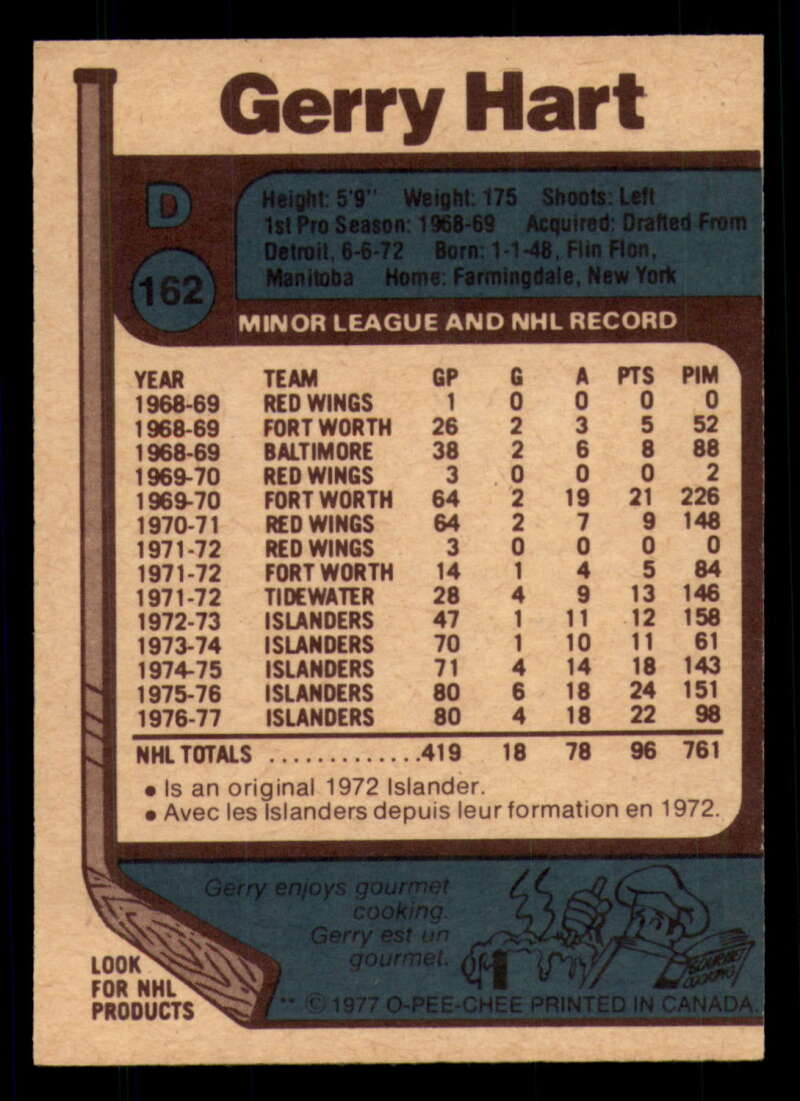 Gerry Hart
D
162
Height: 5'9" Weight: 175 Shoots: Left
1st Pro Season: 1968-69 Acquired: Drafted From
Detroit, 6-6-72 Born: 1-1-48, Flin Flon,
Manitoba Home: Farmingdale, New York
MINOR LEAGUE AND NHL RECORD
YEAR TEAM GP G A PTS PIM
1968-69 RED WINGS 1 0 0 0 0
1968-69 FORT WORTH 26 2 3 5 52
1968-69 BALTIMORE 38 2 6 8 88
1969-70 RED WINGS 3 0 0 0 2
1969-70 FORT WORTH 64 2 19 21 226
1970-71 RED WINGS 64 2 7 9 148
1971-72 RED WINGS 3 0 0 0 0
1971-72 FORT WORTH 14 1 4 5 84
1971-72 TIDEWATER 28 4 9 13 146
1972-73 ISLANDERS 47 1 11 12 158
1973-74 ISLANDERS 70 1 10 11 61
1974-75 ISLANDERS 71 4 14 18 143
1975-76 ISLANDERS 80 6 18 24 151
1976-77 ISLANDERS 80 4 18 22 98
NHL TOTALS .............419 18 78 96 761
• Is an original 1972 Islander.
• Avec les Islanders depuis leur formation en 1972.
Gerry enjoys gourmet
cooking.
Gerry est un
gourmet.
GOURMET
COOKING
LOOK
FOR NHL
PRODUCTS
** © 1977 O-PEE-CHEE PRINTED IN CANADA.